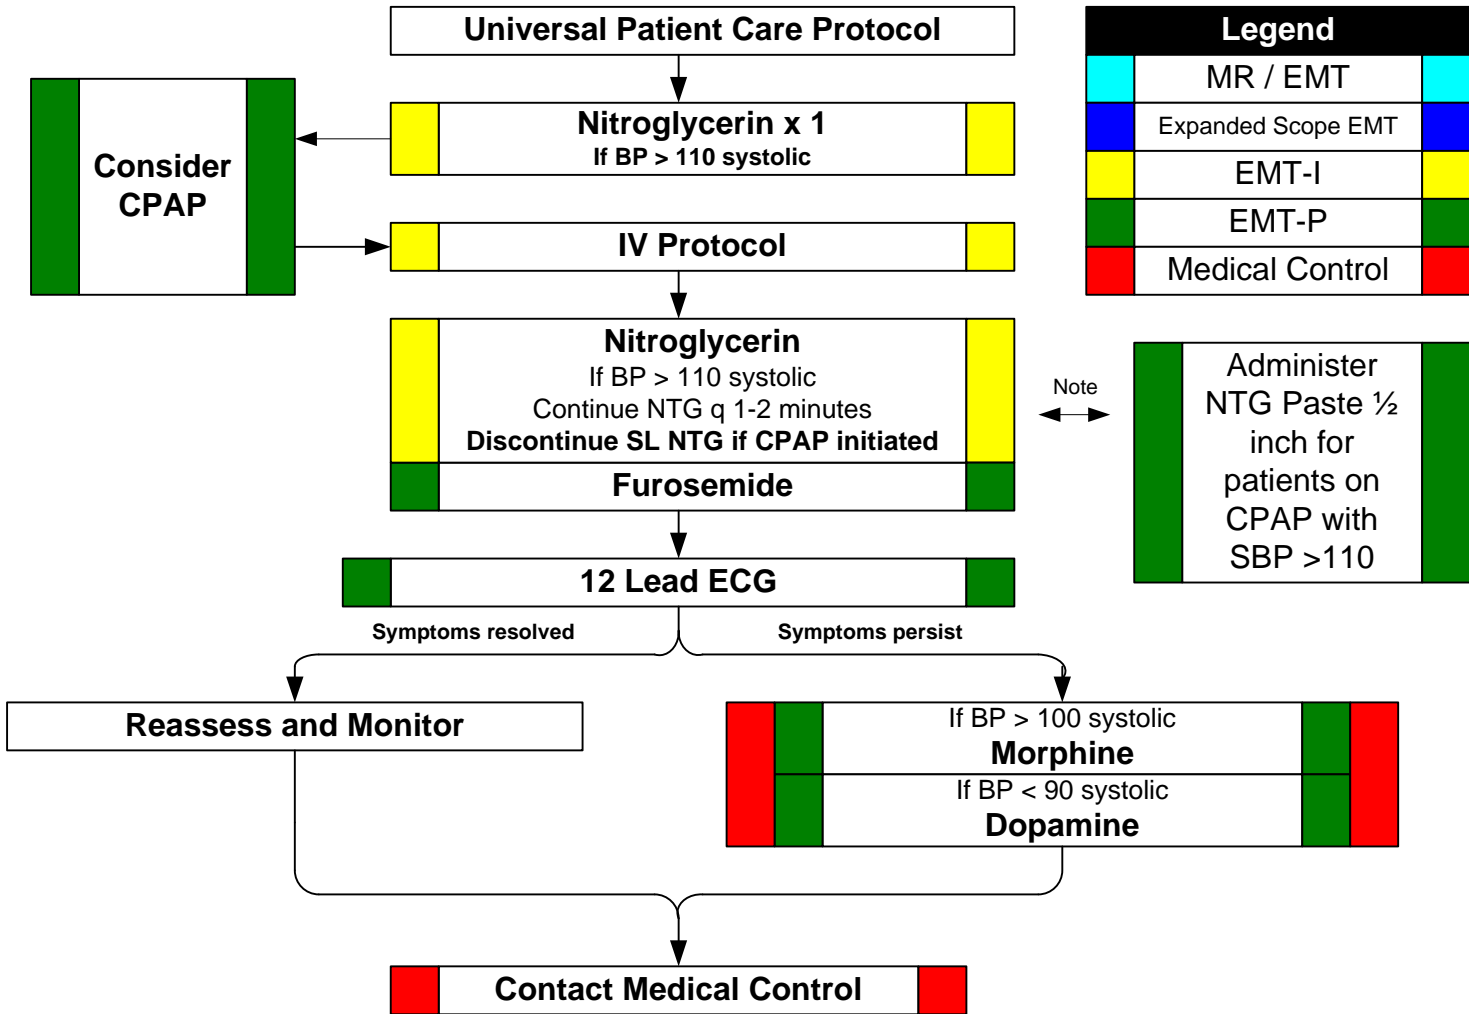 Universal Patient Care Protocol
Legend
MR / EMT
Expanded Scope EMT
EMT-I
EMT-P
Medical Control
Nitroglycerin x 1
If BP > 110 systolic
Consider
CPAP
IV Protocol
Nitroglycerin
If BP > 110 systolic
Continue NTG q 1-2 minutes
Discontinue SL NTG if CPAP initiated
Furosemide
Note
Administer
NTG Paste ½
inch for
patients on
CPAP with
SBP >110
12 Lead ECG
Symptoms resolved
Symptoms persist
Reassess and Monitor
If BP > 100 systolic
Morphine
If BP < 90 systolic
Dopamine
Contact Medical Control